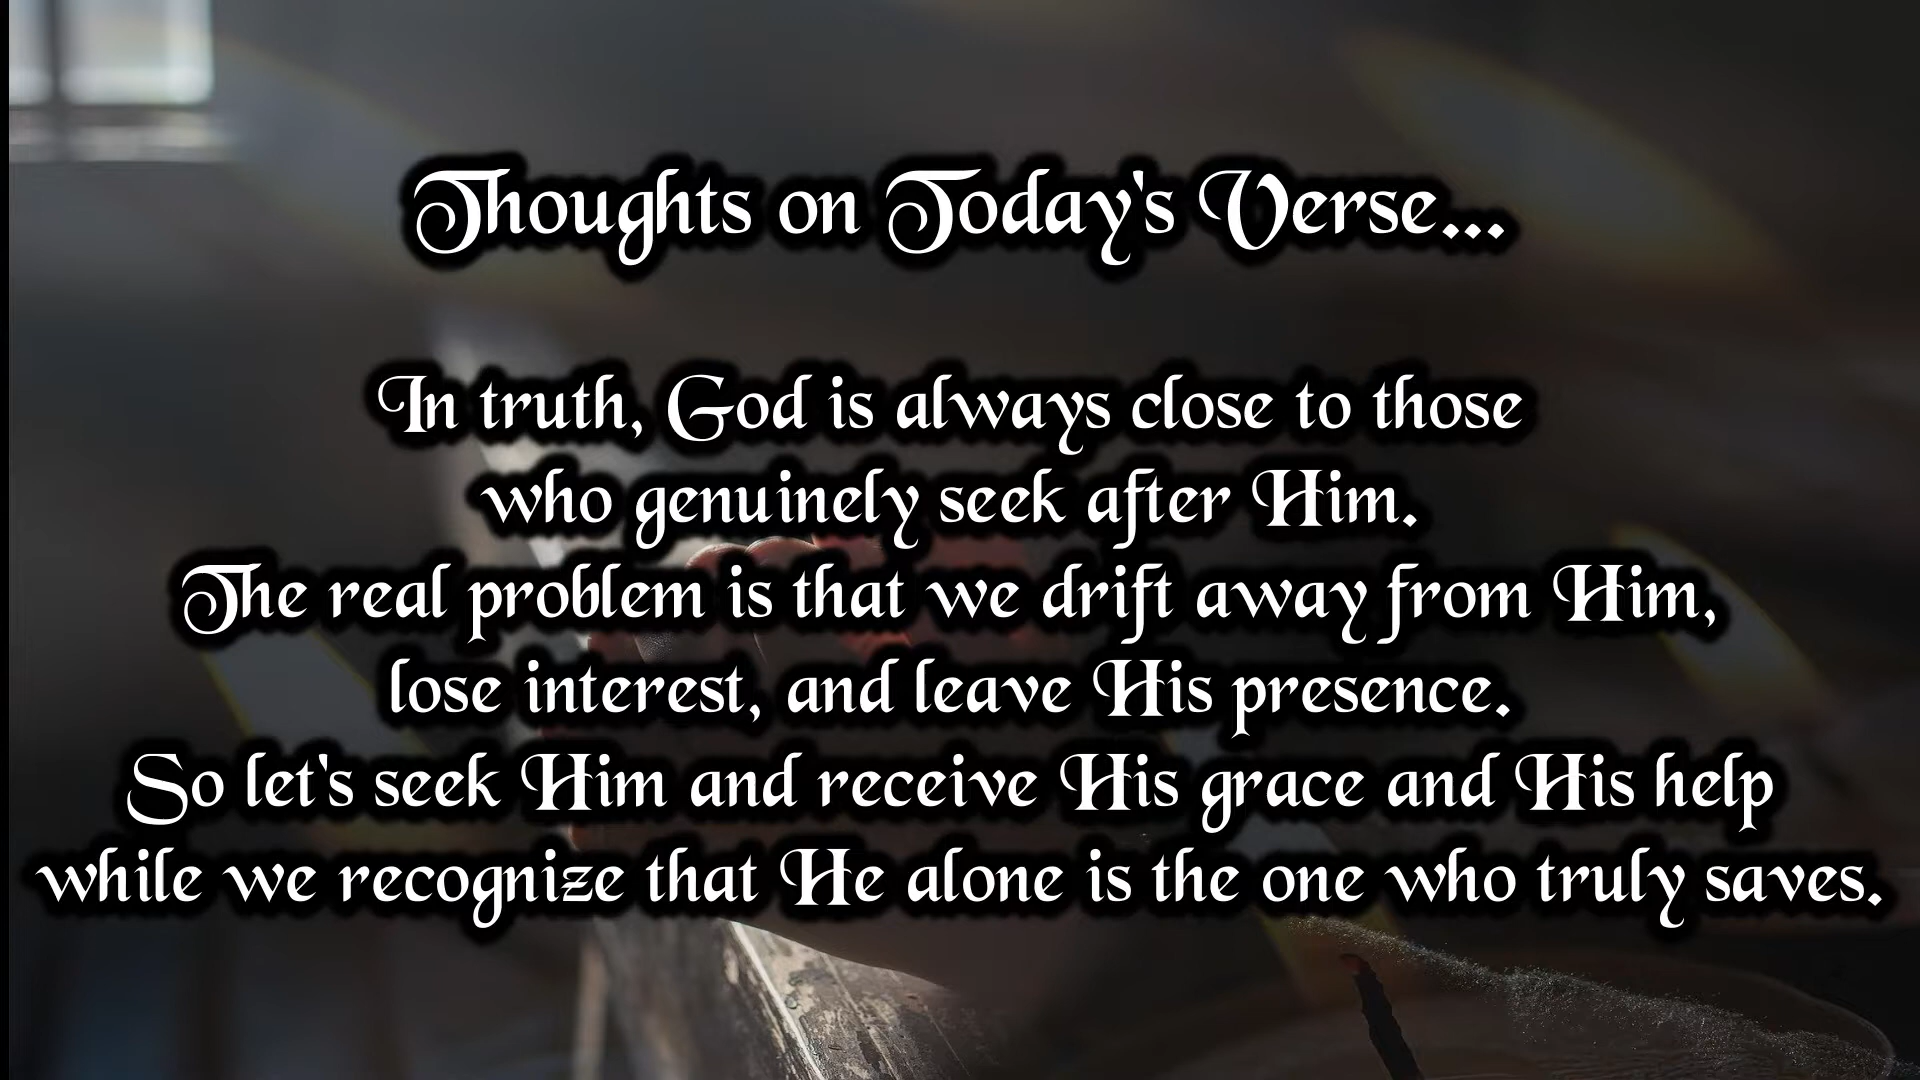 Thoughts on Today's Verse...
In truth, God is always close to those
who genuinely seek after Him.
The real problem is that we drift away from Him,
lose interest, and leave His presence.
So let's seek Him and receive His grace and His help
while we recognize that He alone is the one who truly saves.